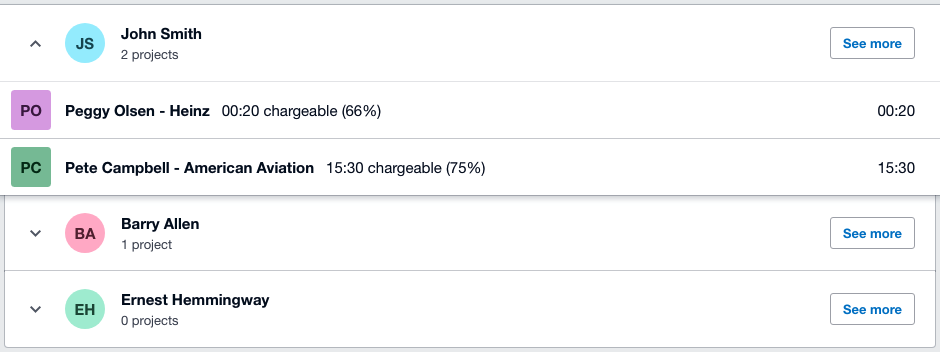 JS
John Smith
2 projects
See more
PO
Peggy Olsen - Heinz 00:20 chargeable (66%)
00:20
PC
Pete Campbell - American Aviation 15:30 chargeable (75%)
15:30
BA
Barry Allen
1 project
See more
EH
Ernest Hemmingway
0 projects
See more